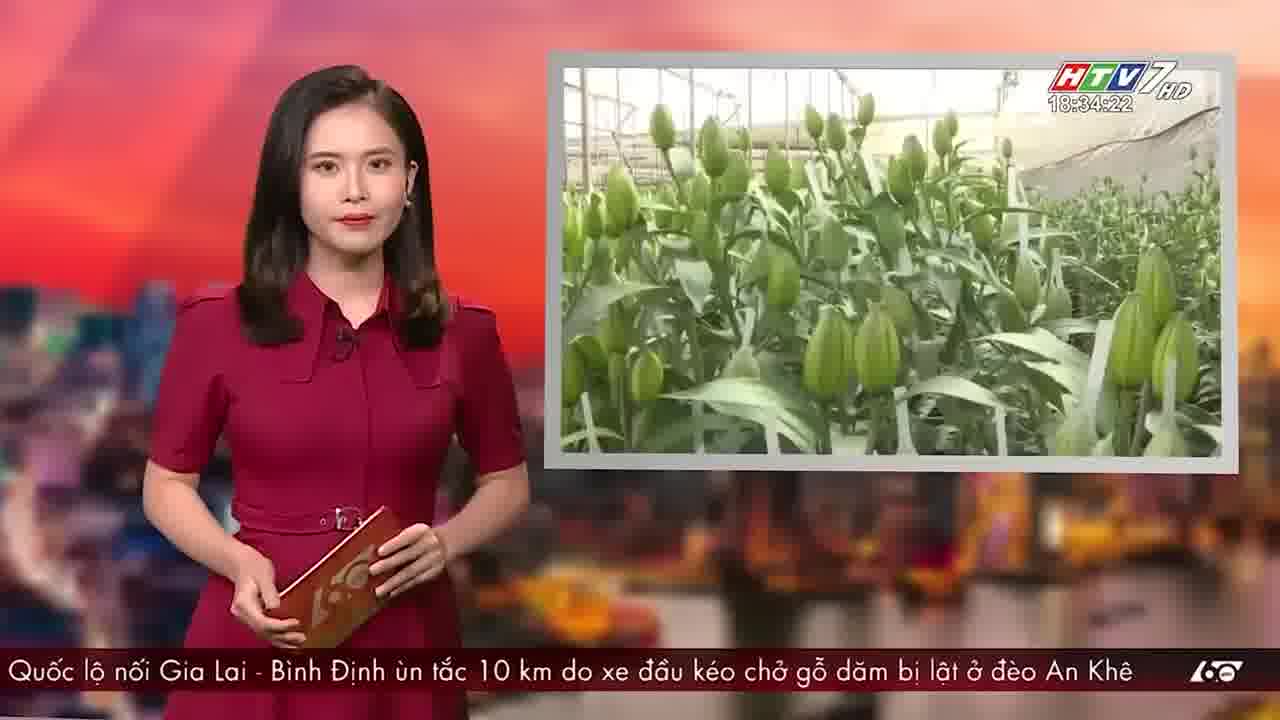 HTV7 HD
18:34:22
Quốc lộ nối Gia Lai - Bình Định ùn tắc 10 km do xe đầu kéo chở gỗ dăm bị lật ở đèo An Khê
60